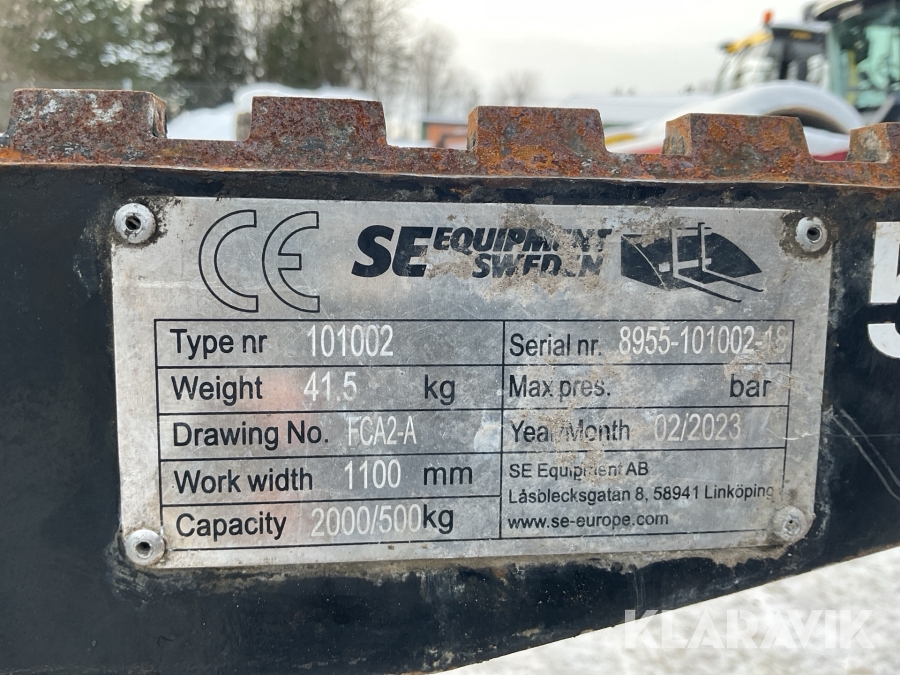 CE SE EQUIPMENT
SWEDEN
Type nr 101002 Serial nr. 8955-101002-18
Weight 41.5 kg Max pres. bar
Drawing No. FCA2-A Year/Month 02/2023
Work width 1100 mm SE Equipment AB
Låsblecksgatan 8, 58941 Linköping
Capacity 2000/500kg www.se-europe.com
5
KLARAVIK